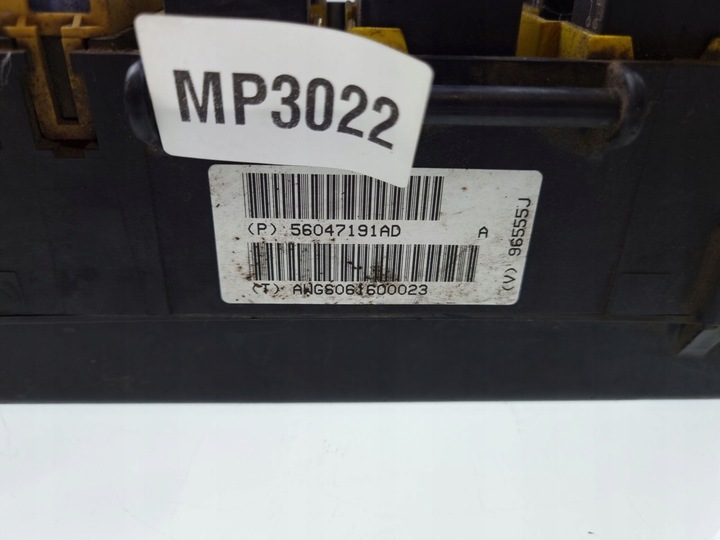 MP3022
(P) 56047191AD A
(T) AWG6061600023
(V) 96555J